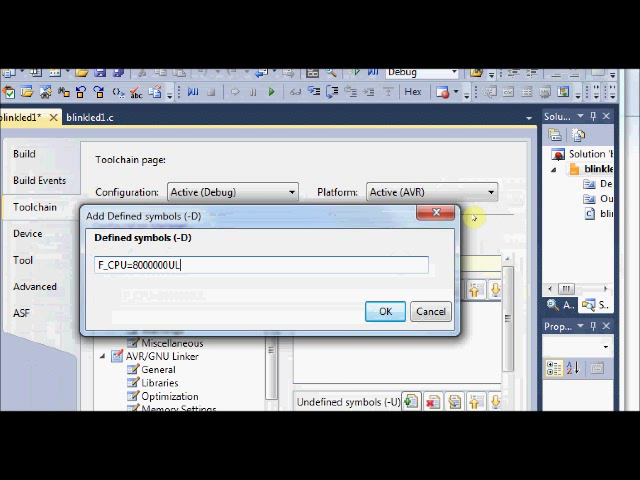 Debug
Hex
blinkled1* blinkled1.c
Solu...
Build
Build Events
Toolchain
Device
Tool
Advanced
ASF
Toolchain page:
Configuration: Active (Debug) Platform: Active (AVR)
Add Defined symbols (-D)
Defined symbols (-D)
F_CPU=8000000UL
OK Cancel
Miscellaneous
AVR/GNU Linker
General
Libraries
Optimization
Memory Settings
Undefined symbols (-U)
Solution 'b
blink
De
Ou
blin
A... S...
Prop...